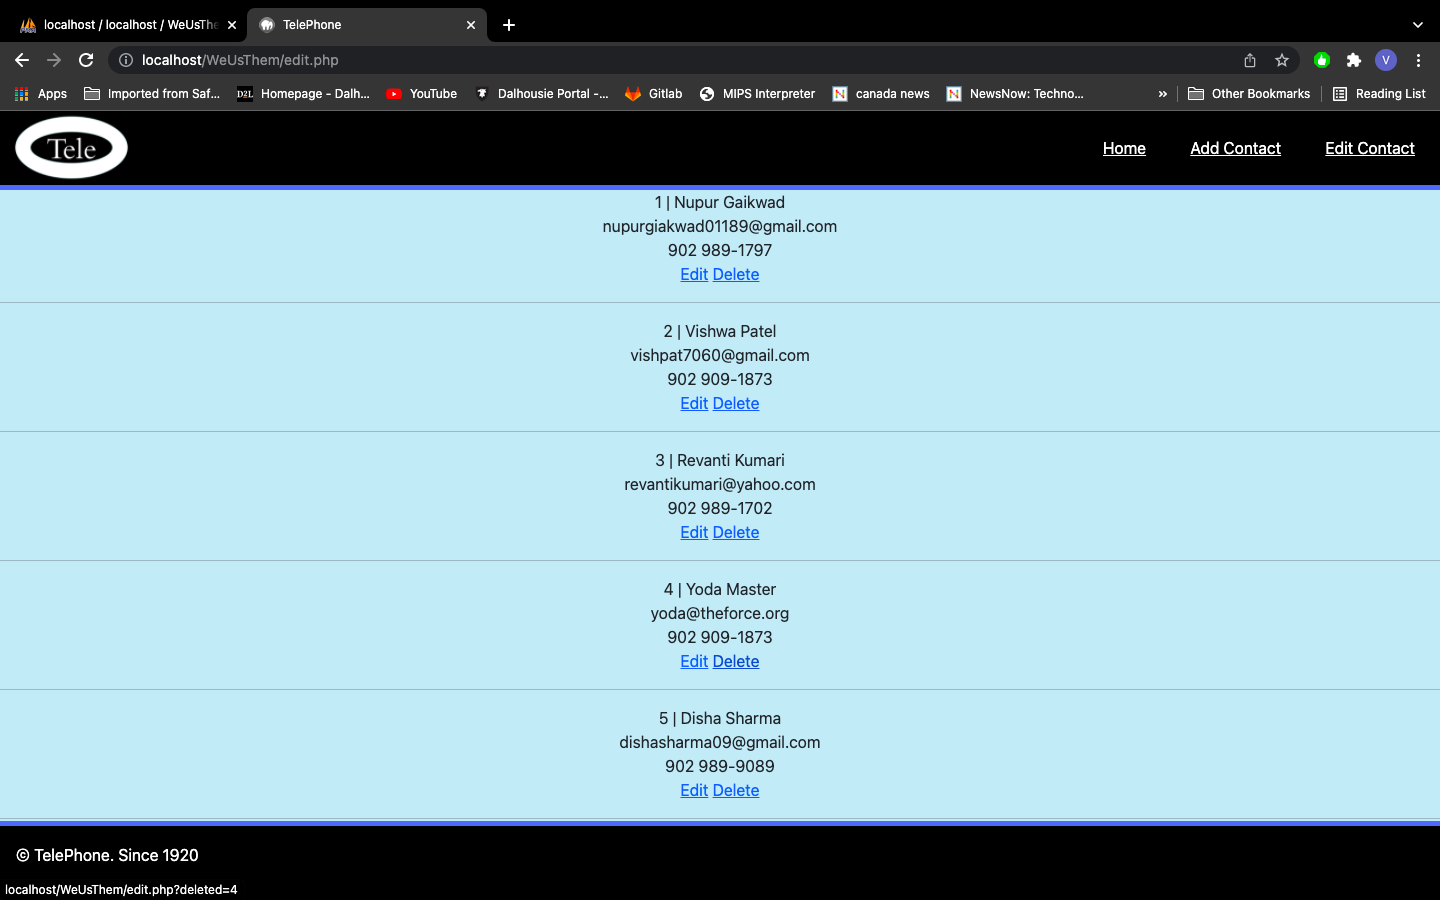 localhost / localhost / WeUsThe
TelePhone
localhost/WeUsThem/edit.php
V
Apps
Imported from Saf...
D2L
Homepage - Dalh...
YouTube
Dalhousie Portal -...
Gitlab
MIPS Interpreter
N
canada news
N
NewsNow: Techno...
»
Other Bookmarks
Reading List
Tele
Home
Add Contact
Edit Contact
1 | Nupur Gaikwad
nupurgiakwad01189@gmail.com
902 989-1797
Edit Delete
2 | Vishwa Patel
vishpat7060@gmail.com
902 909-1873
Edit Delete
3 | Revanti Kumari
revantikumari@yahoo.com
902 989-1702
Edit Delete
4 | Yoda Master
yoda@theforce.org
902 909-1873
Edit Delete
5 | Disha Sharma
dishasharma09@gmail.com
902 989-9089
Edit Delete
© TelePhone. Since 1920
localhost/WeUsThem/edit.php?deleted=4